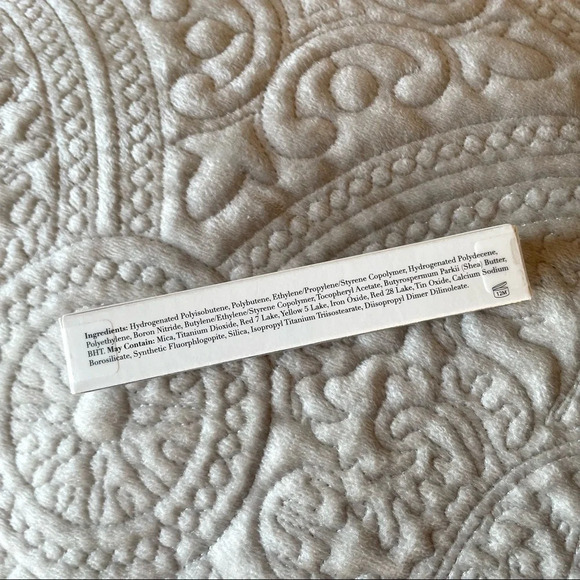 Ingredients: Hydrogenated Polyisobutene, Polybutene, Ethylene/Propylene/Styrene Copolymer, Hydrogenated Polydecene,
Polyethylene, Boron Nitride, Butylene/Ethylene/Styrene Copolymer, Tocopheryl Acetate, Butyrospermum Parkii (Shea) Butter,
BHT. May Contain: Mica, Titanium Dioxide, Red 7 Lake, Yellow 5 Lake, Iron Oxide, Red 28 Lake, Tin Oxide, Calcium Sodium
Borosilicate, Synthetic Fluorphlogopite, Silica, Isopropyl Titanium Triisostearate, Diisopropyl Dimer Dilinoleate.
12M